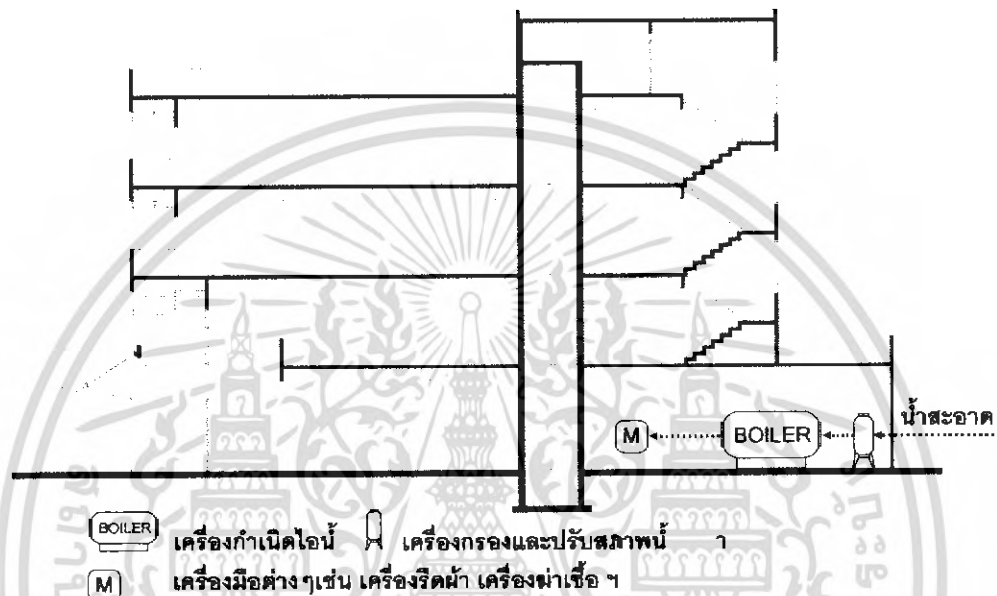 น้ำสะอาด
M BOILER
BOILER เครื่องกำเนิดไอน้ำ เครื่องกรองและปรับสภาพน้ำ
M เครื่องมือต่างๆเช่น เครื่องรีดผ้า เครื่องฆ่าเชื้อ ฯ